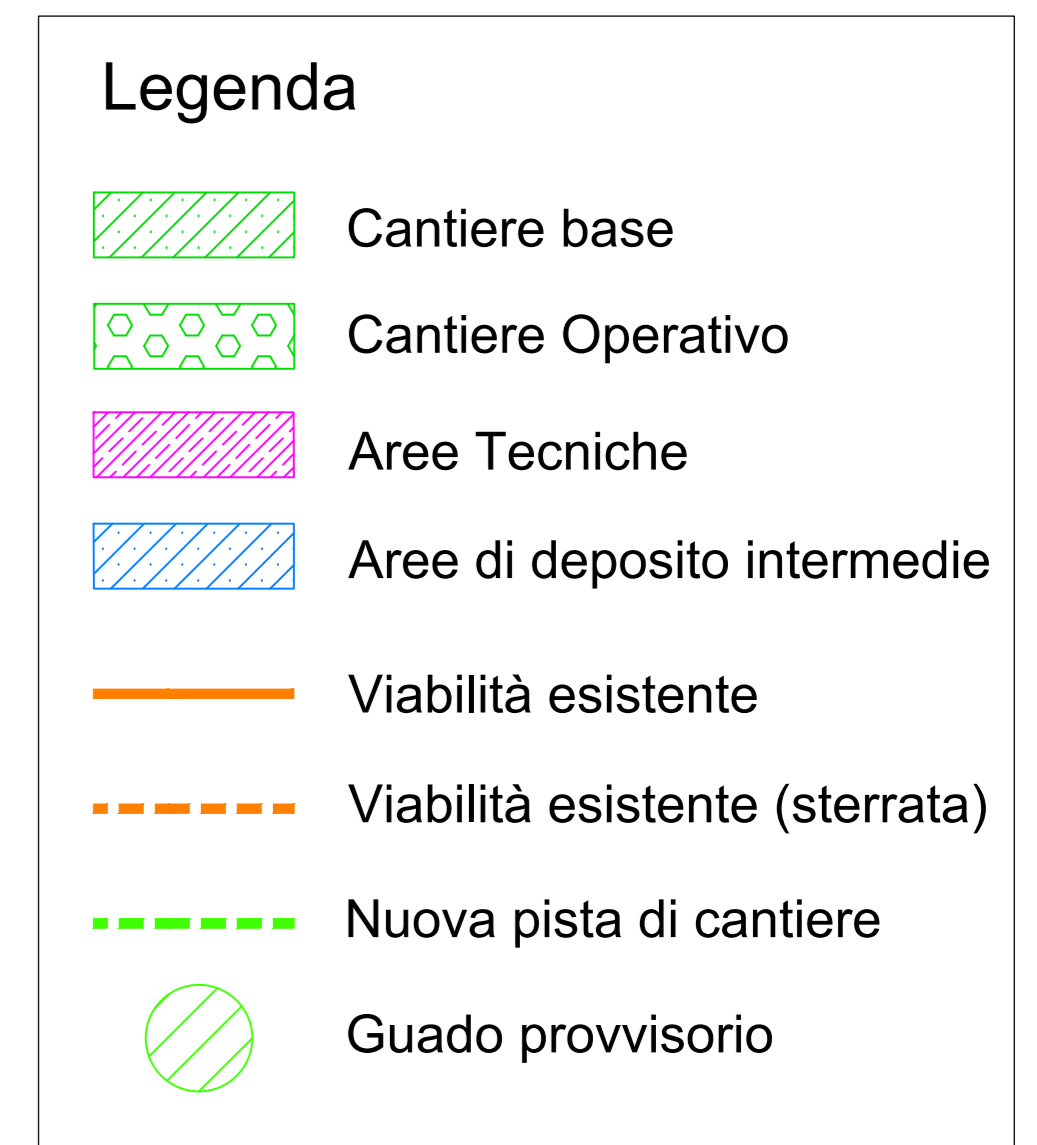 Legenda
Cantiere base
Cantiere Operativo
Aree Tecniche
Aree di deposito intermedie
Viabilità esistente
Viabilità esistente (sterrata)
Nuova pista di cantiere
Guado provvisorio